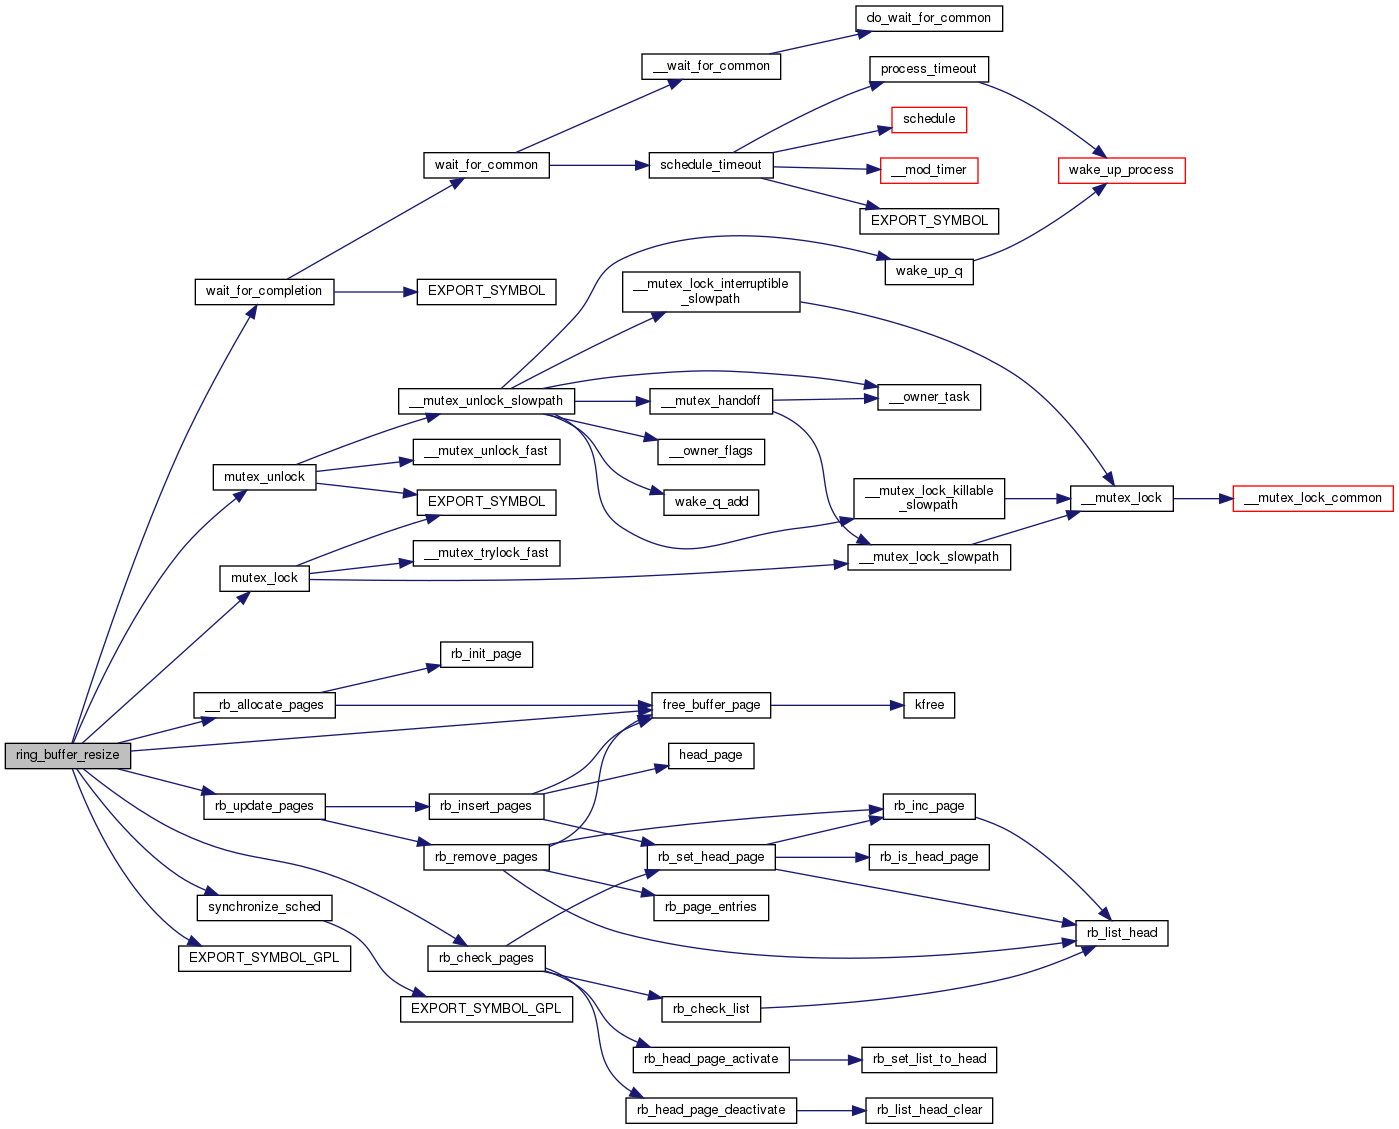 do_wait_for_common
__wait_for_common
process_timeout
schedule
wait_for_common
schedule_timeout
__mod_timer
wake_up_process
EXPORT_SYMBOL
wake_up_q
wait_for_completion
EXPORT_SYMBOL
__mutex_lock_interruptible
_slowpath
__mutex_unlock_slowpath
__mutex_handoff
__owner_task
__mutex_unlock_fast
__owner_flags
mutex_unlock
EXPORT_SYMBOL
wake_q_add
__mutex_lock_killable
_slowpath
__mutex_lock
__mutex_lock_common
__mutex_trylock_fast
__mutex_lock_slowpath
mutex_lock
rb_init_page
__rb_allocate_pages
free_buffer_page
kfree
ring_buffer_resize
head_page
rb_update_pages
rb_insert_pages
rb_inc_page
rb_remove_pages
rb_set_head_page
rb_is_head_page
synchronize_sched
rb_page_entries
rb_list_head
EXPORT_SYMBOL_GPL
rb_check_pages
EXPORT_SYMBOL_GPL
rb_check_list
rb_head_page_activate
rb_set_list_to_head
rb_head_page_deactivate
rb_list_head_clear